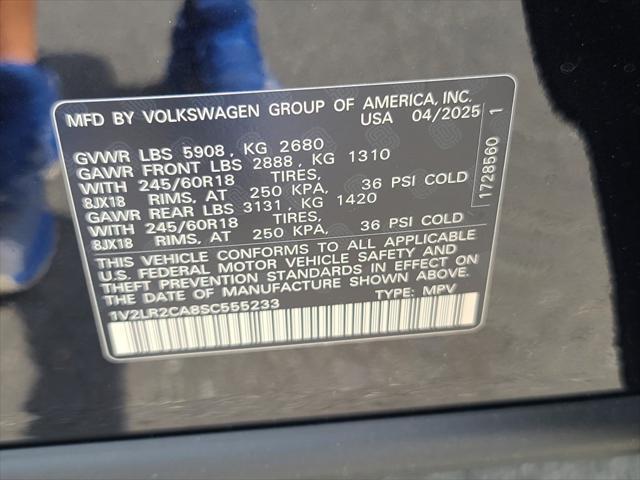 MFD BY VOLKSWAGEN GROUP OF AMERICA, INC.
USA 04/2025
GVWR LBS 5908 , KG 2680
GAWR FRONT LBS 2888 , KG 1310
WITH 245/60R18 TIRES,
8JX18 RIMS, AT 250 KPA, 36 PSI COLD
GAWR REAR LBS 3131 , KG 1420
WITH 245/60R18 TIRES,
8JX18 RIMS, AT 250 KPA, 36 PSI COLD
THIS VEHICLE CONFORMS TO ALL APPLICABLE
U.S. FEDERAL MOTOR VEHICLE SAFETY AND
THEFT PREVENTION STANDARDS IN EFFECT ON
THE DATE OF MANUFACTURE SHOWN ABOVE.
1V2LR2CA8SC555233 TYPE: MPV
1728560 1